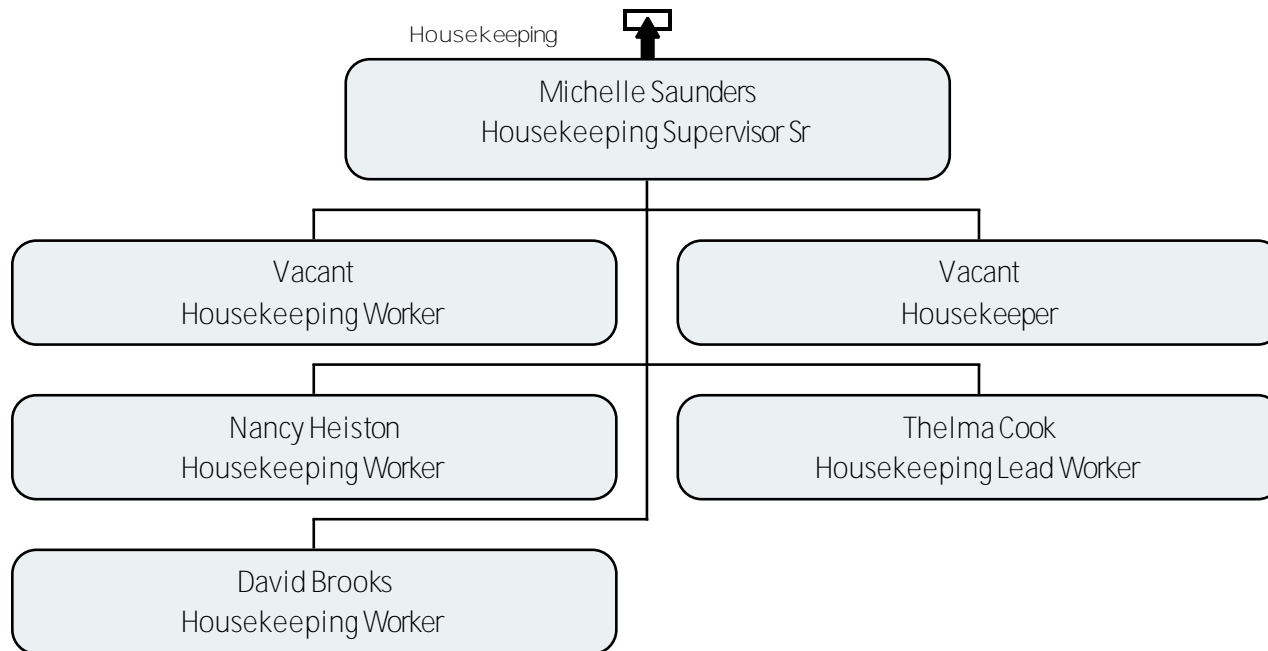 Housekeeping
Michelle Saunders
Housekeeping Supervisor Sr
Vacant
Housekeeping Worker
Vacant
Housekeeper
Nancy Heiston
Housekeeping Worker
Thelma Cook
Housekeeping Lead Worker
David Brooks
Housekeeping Worker